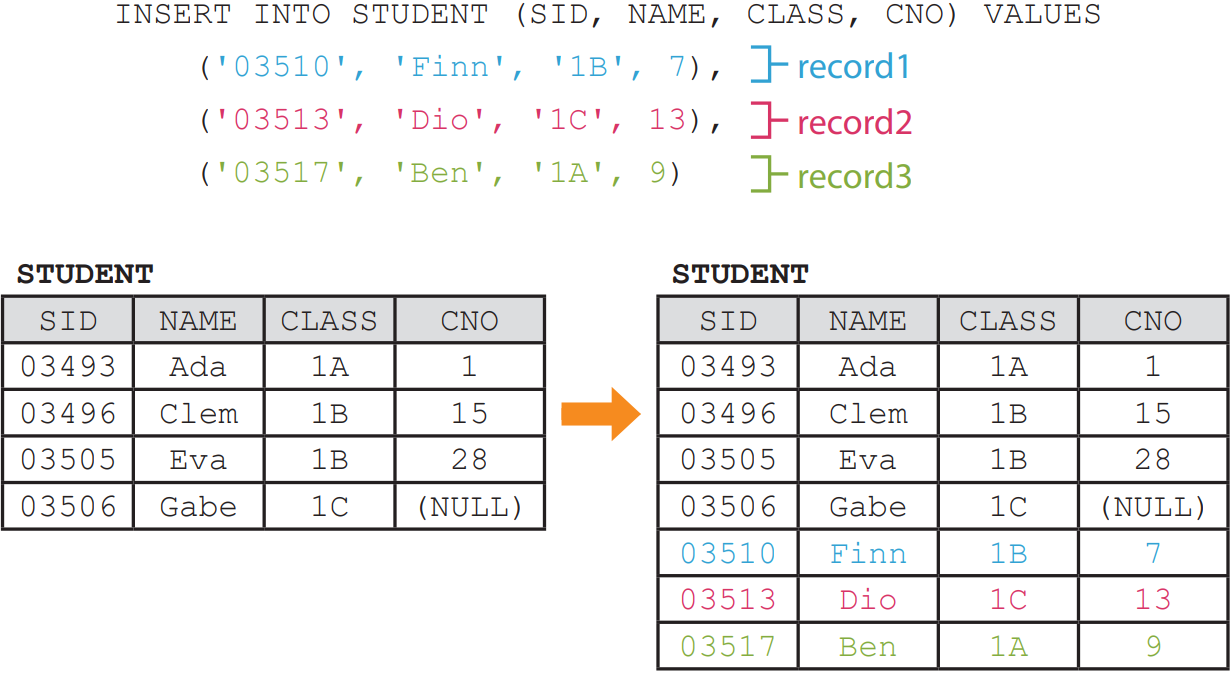 INSERT INTO STUDENT (SID, NAME, CLASS, CNO) VALUES
('03510', 'Finn', '1B', 7), record1
('03513', 'Dio', '1C', 13), record2
('03517', 'Ben', '1A', 9) record3
STUDENT
SID NAME CLASS CNO
03493 Ada 1A 1
03496 Clem 1B 15
03505 Eva 1B 28
03506 Gabe 1C (NULL)
STUDENT
SID NAME CLASS CNO
03493 Ada 1A 1
03496 Clem 1B 15
03505 Eva 1B 28
03506 Gabe 1C (NULL)
03510 Finn 1B 7
03513 Dio 1C 13
03517 Ben 1A 9